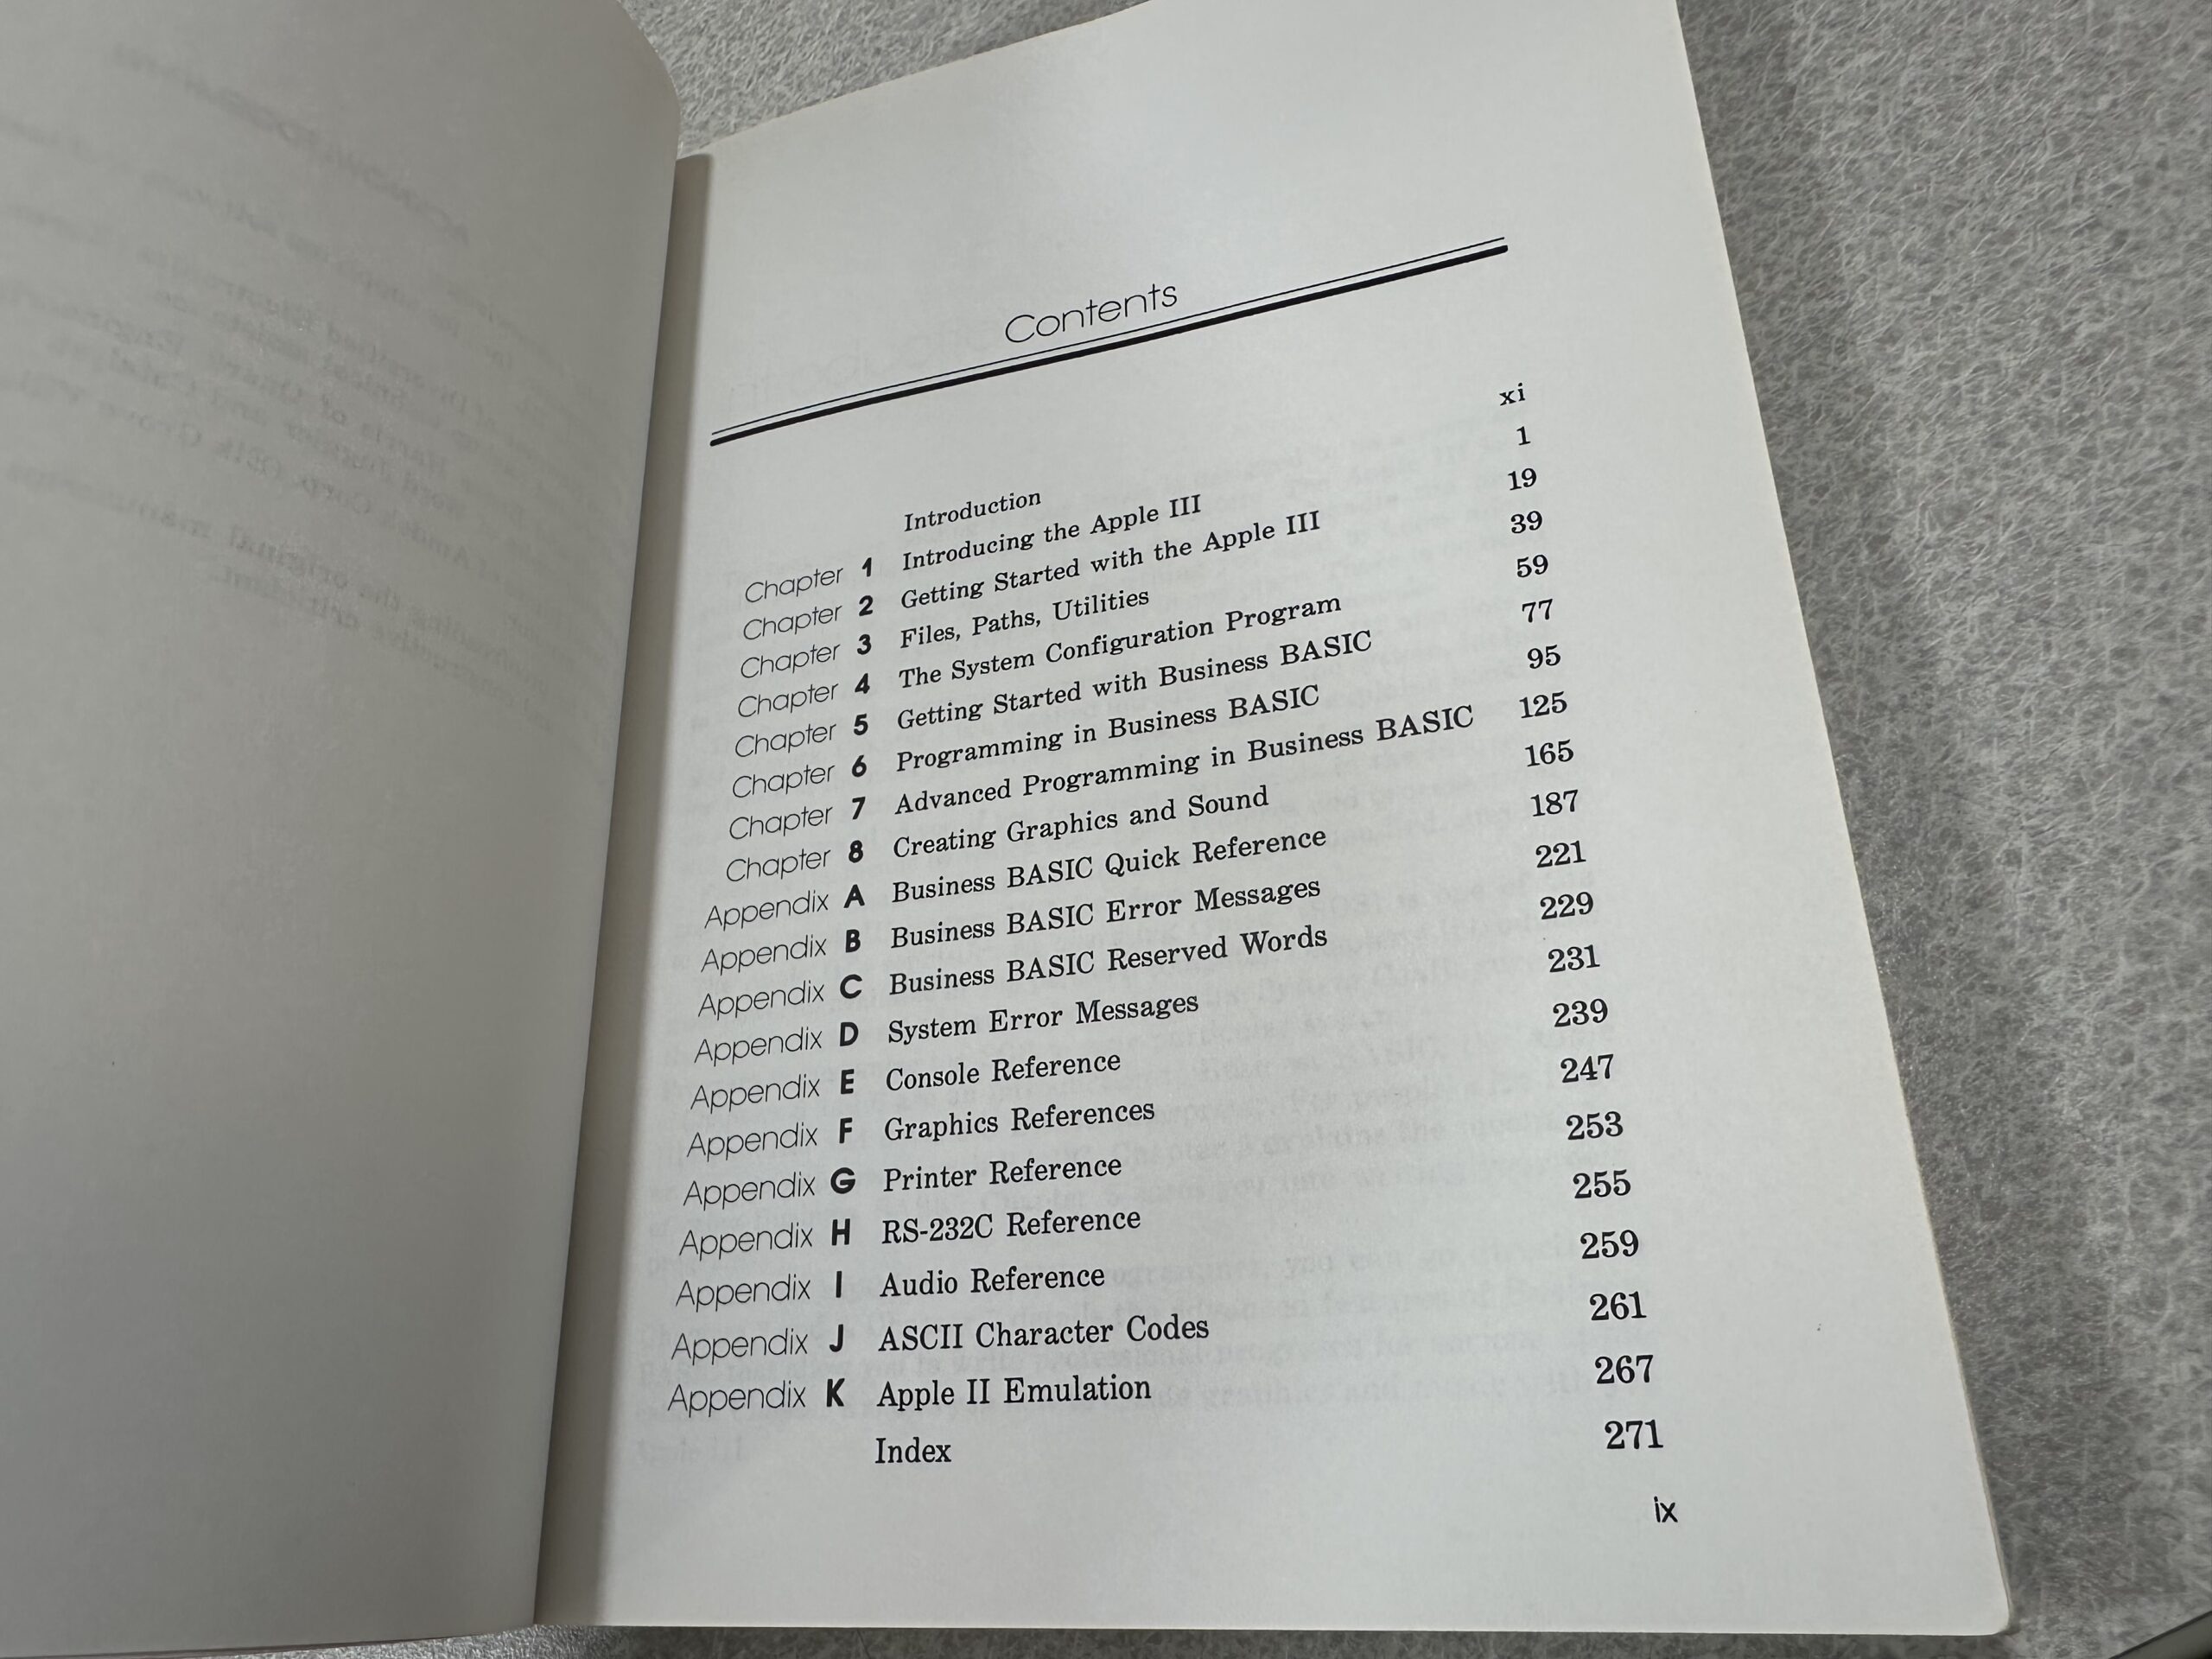 Contents
Introduction xi
Chapter 1 Introducing the Apple III 1
Chapter 2 Getting Started with the Apple III 19
Chapter 3 Files, Paths, Utilities 39
Chapter 4 The System Configuration Program 59
Chapter 5 Getting Started with Business BASIC 77
Chapter 6 Programming in Business BASIC 95
Chapter 7 Advanced Programming in Business BASIC 125
Chapter 8 Creating Graphics and Sound 165
Appendix A Business BASIC Quick Reference 187
Appendix B Business BASIC Error Messages 221
Appendix C Business BASIC Reserved Words 229
Appendix D System Error Messages 231
Appendix E Console Reference 239
Appendix F Graphics References 247
Appendix G Printer Reference 253
Appendix H RS-232C Reference 255
Appendix I Audio Reference 259
Appendix J ASCII Character Codes 261
Appendix K Apple II Emulation 267
Index 271
ix